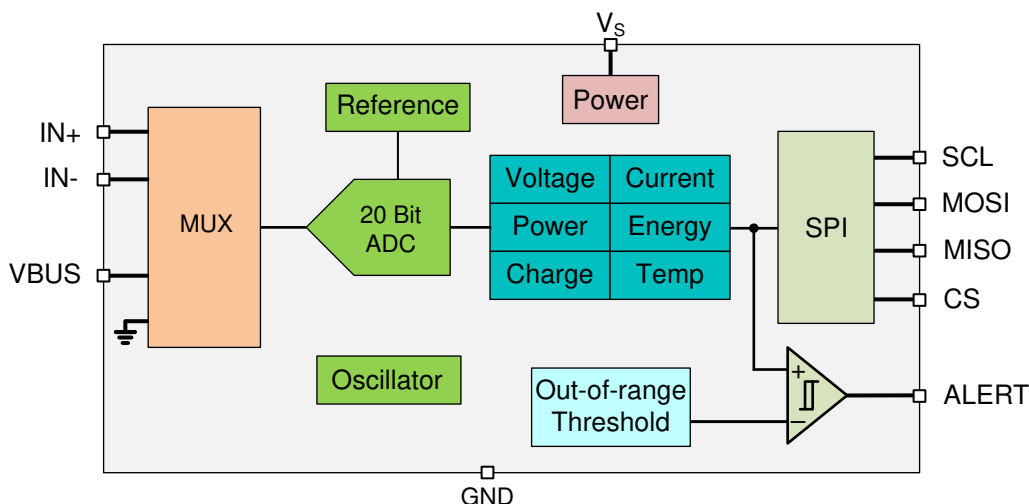 VS
Power
Reference
IN+
IN-
MUX
VBUS
20 Bit
ADC
Voltage
Current
Power
Energy
Charge
Temp
SPI
SCL
MOSI
MISO
CS
Oscillator
Out-of-range
Threshold
+
−
ALERT
GND